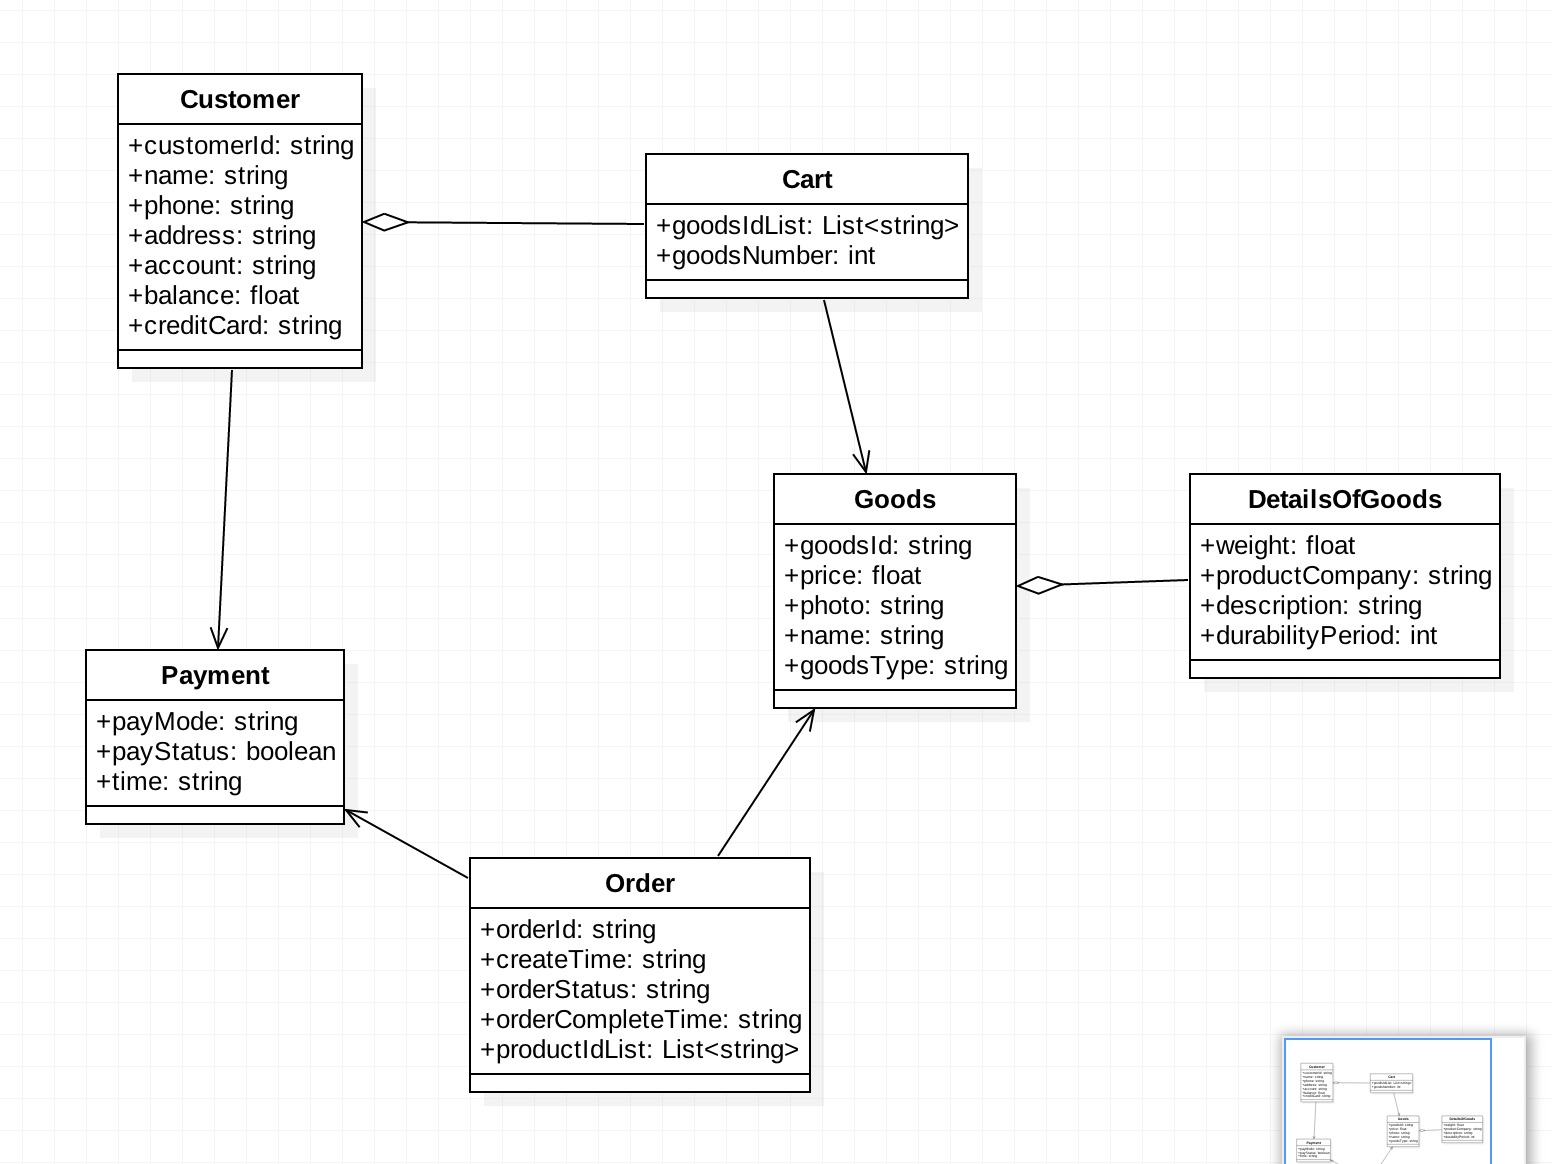 Customer
+customerId: string
+name: string
+phone: string
+address: string
+account: string
+balance: float
+creditCard: string
Cart
+goodsIdList: List<string>
+goodsNumber: int
Goods
+goodsId: string
+price: float
+photo: string
+name: string
+goodsType: string
DetailsOfGoods
+weight: float
+productCompany: string
+description: string
+durabilityPeriod: int
Payment
+payMode: string
+payStatus: boolean
+time: string
Order
+orderId: string
+createTime: string
+orderStatus: string
+orderCompleteTime: string
+productIdList: List<string>